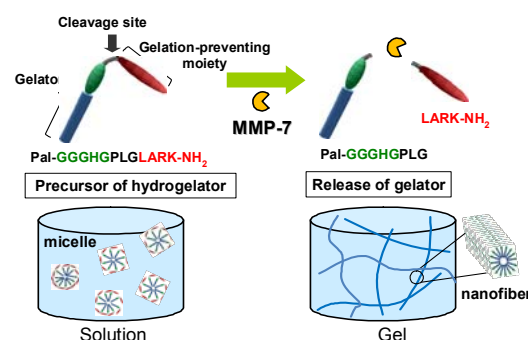 Cleavage site
Gelation-preventing
moiety
Gelato
MMP-7
LARK-NH2
Pal-GGGHGPLGLARK-NH2
Pal-GGGHGPLG
Precursor of hydrogelator
Release of gelator
micelle
nanofiber
Solution
Gel